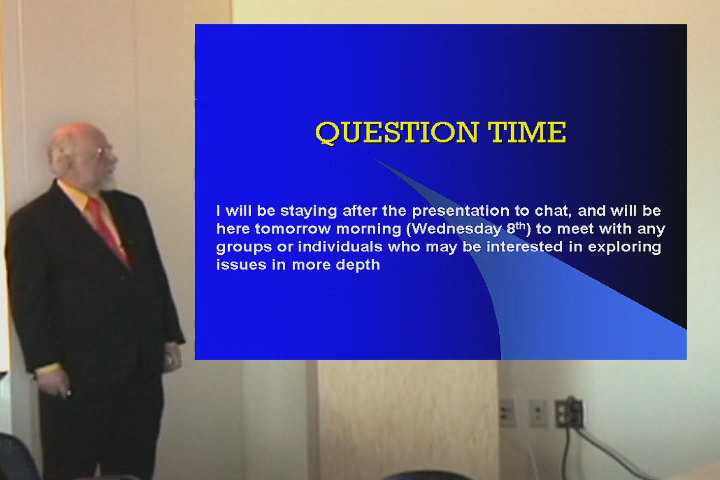 QUESTION TIME
I will be staying after the presentation to chat, and will be
here tomorrow morning (Wednesday 8th) to meet with any
groups or individuals who may be interested in exploring
issues in more depth